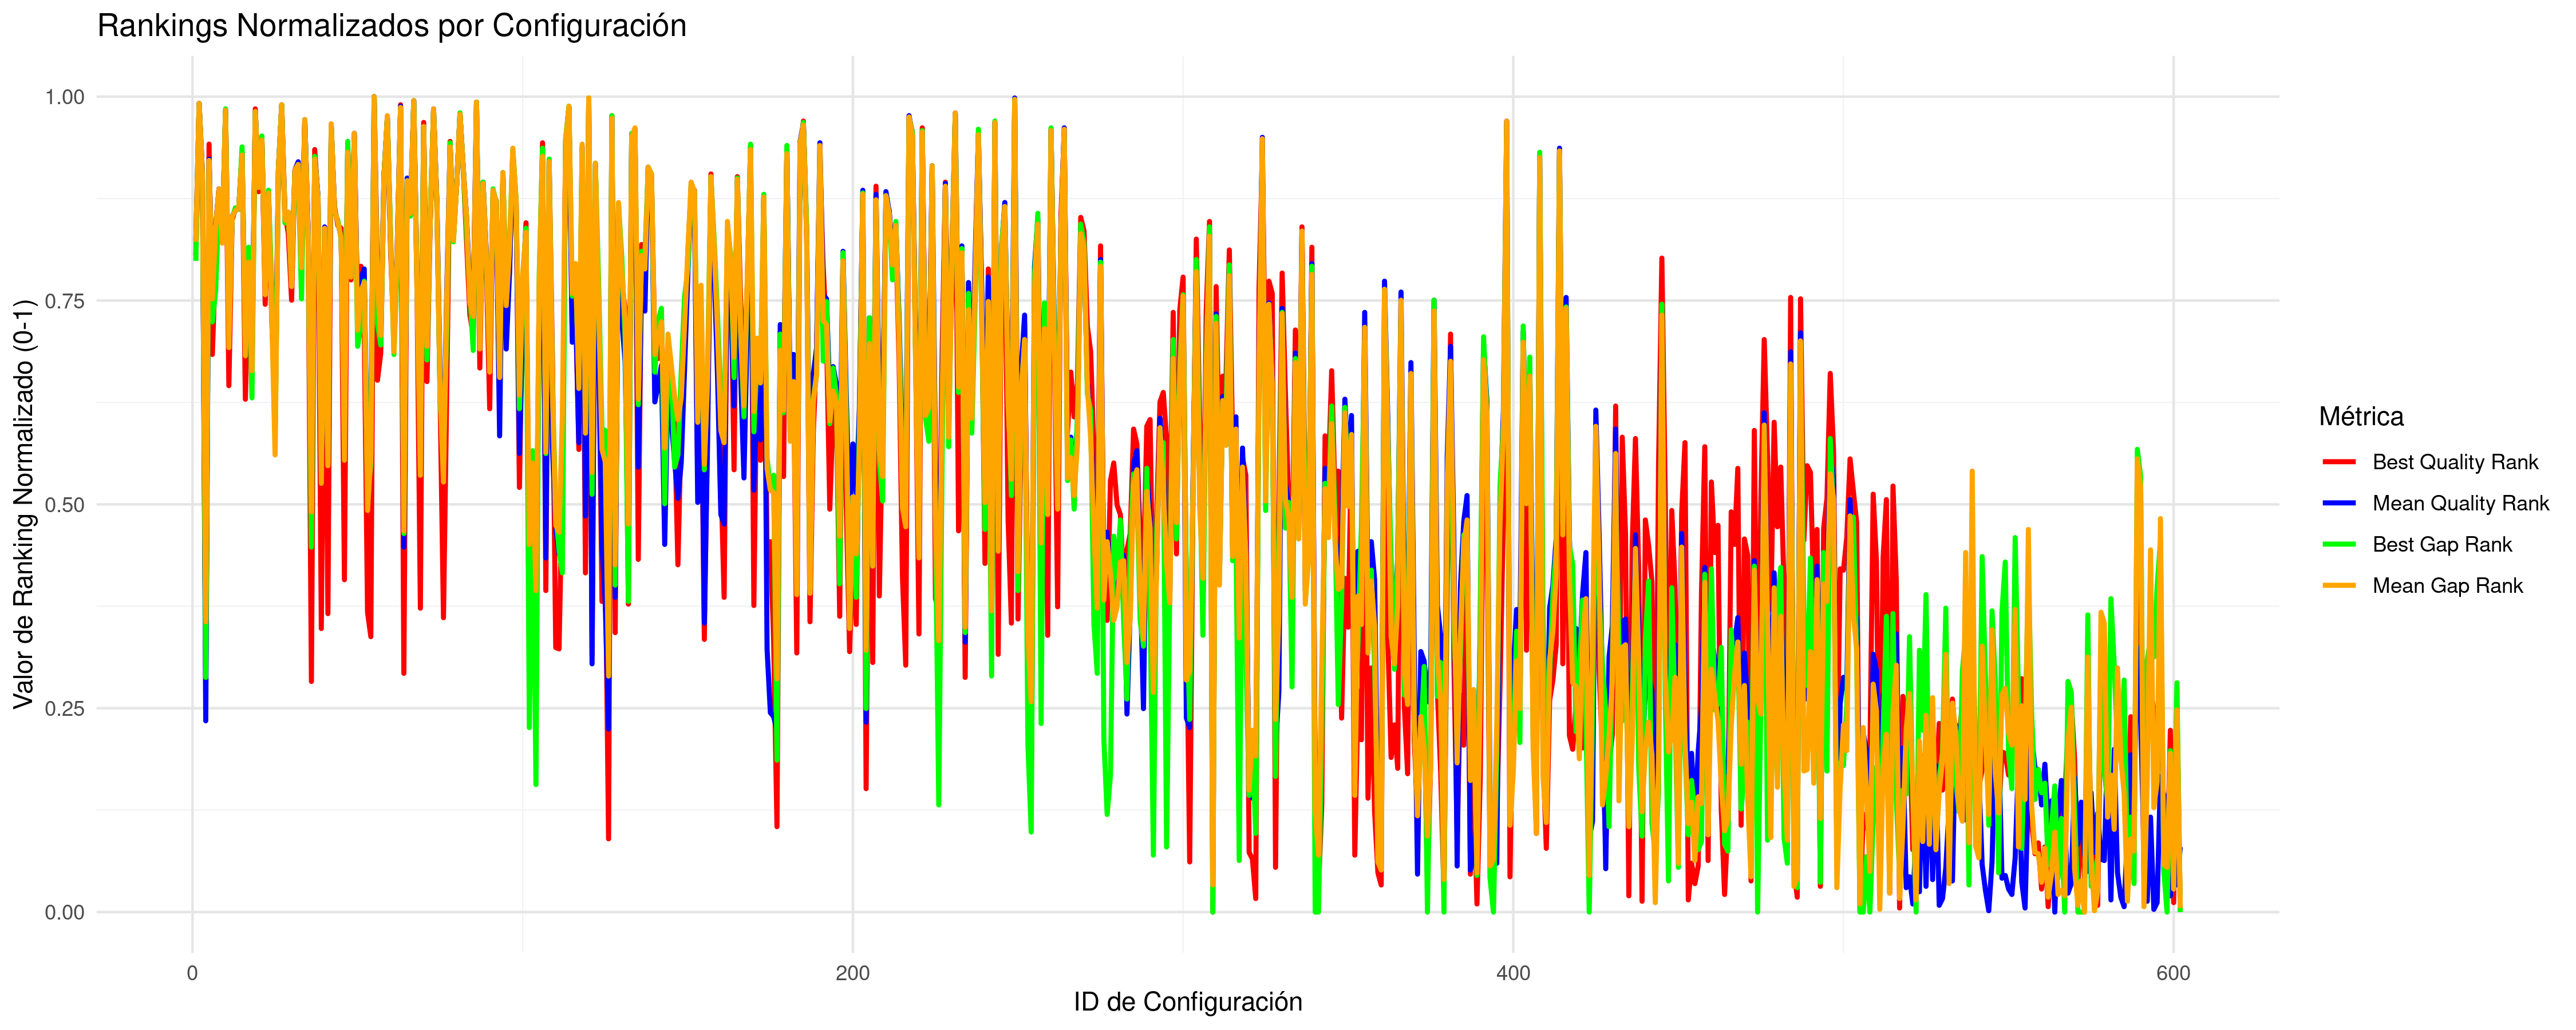 Rankings Normalizados por Configuración
Valor de Ranking Normalizado (0-1)
1.00
0.75
0.50
0.25
0.00
0
200
400
600
ID de Configuración
Métrica
Best Quality Rank
Mean Quality Rank
Best Gap Rank
Mean Gap Rank